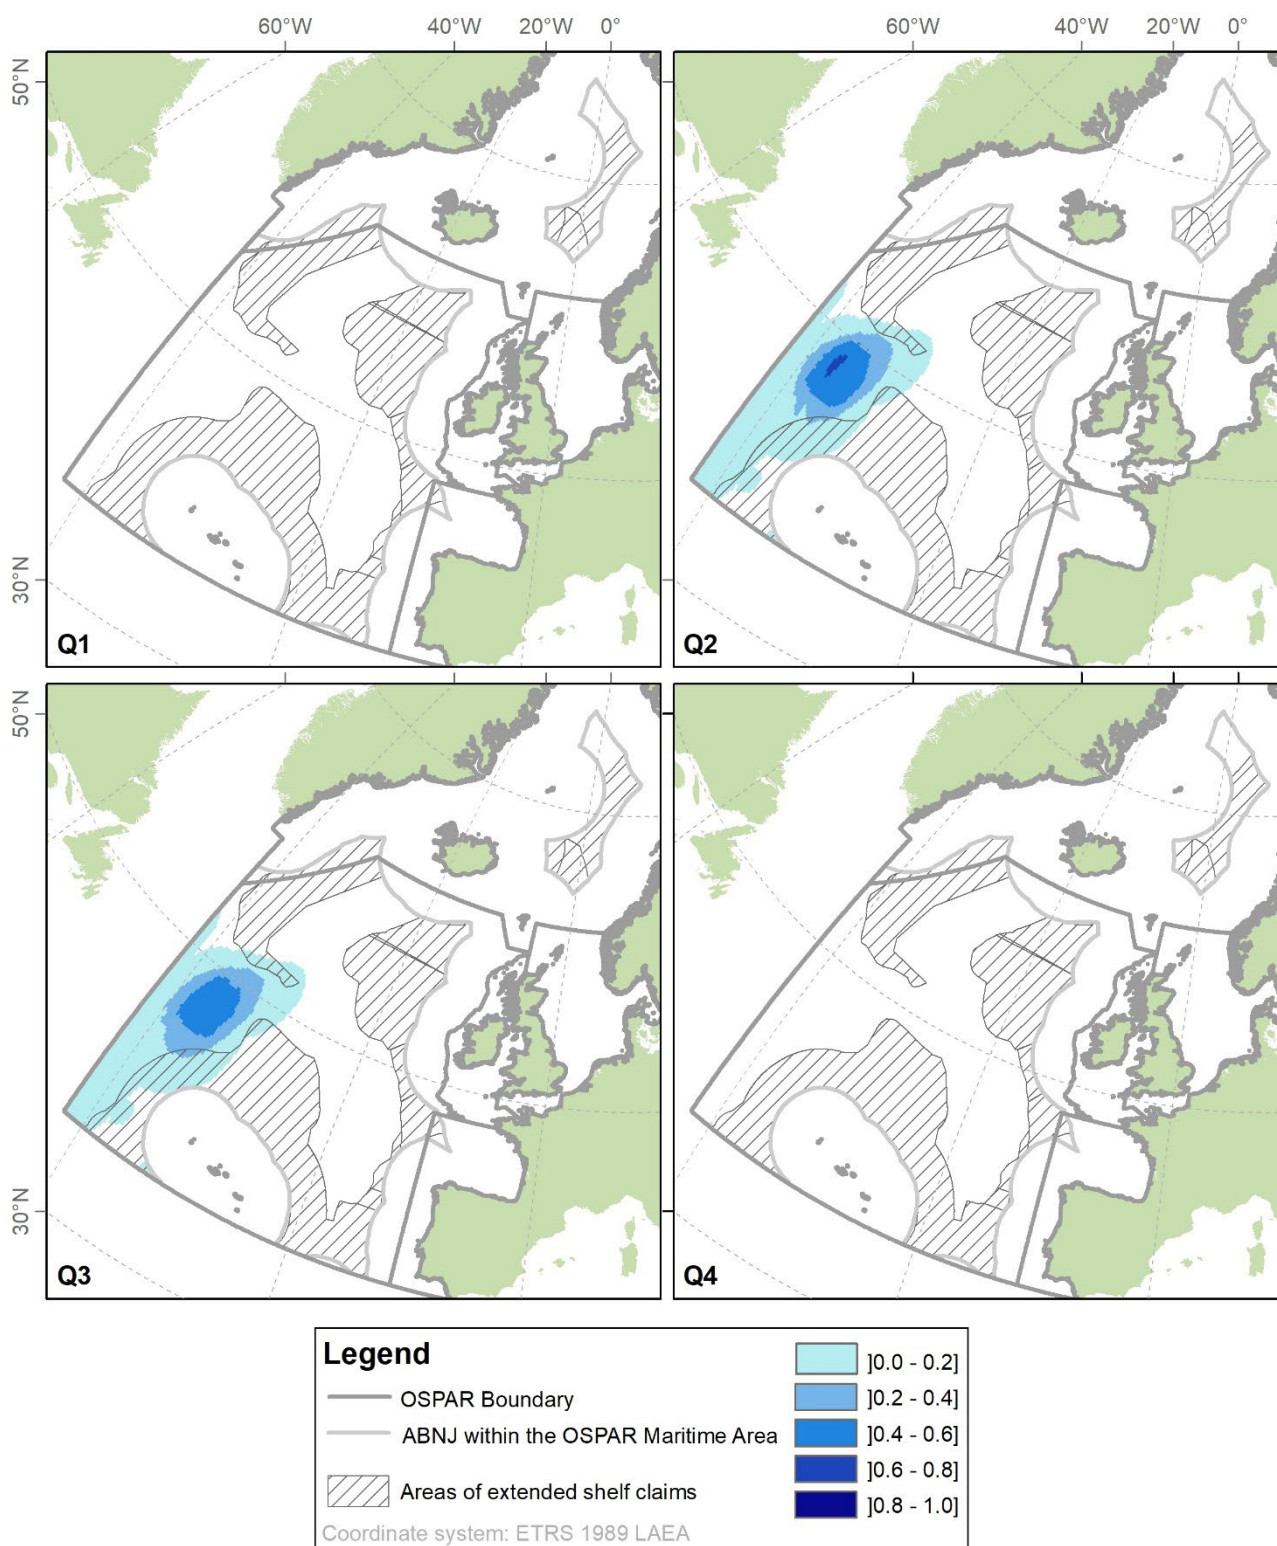 60°W 40°W 20°W 0° 60°W 40°W 20°W 0°
50°N
30°N
Q1 Q2
50°N
30°N
Q3 Q4
Legend
OSPAR Boundary
ABNJ within the OSPAR Maritime Area
Areas of extended shelf claims
Coordinate system: ETRS 1989 LAEA
]0.0 - 0.2]
]0.2 - 0.4]
]0.4 - 0.6]
]0.6 - 0.8]
]0.8 - 1.0]